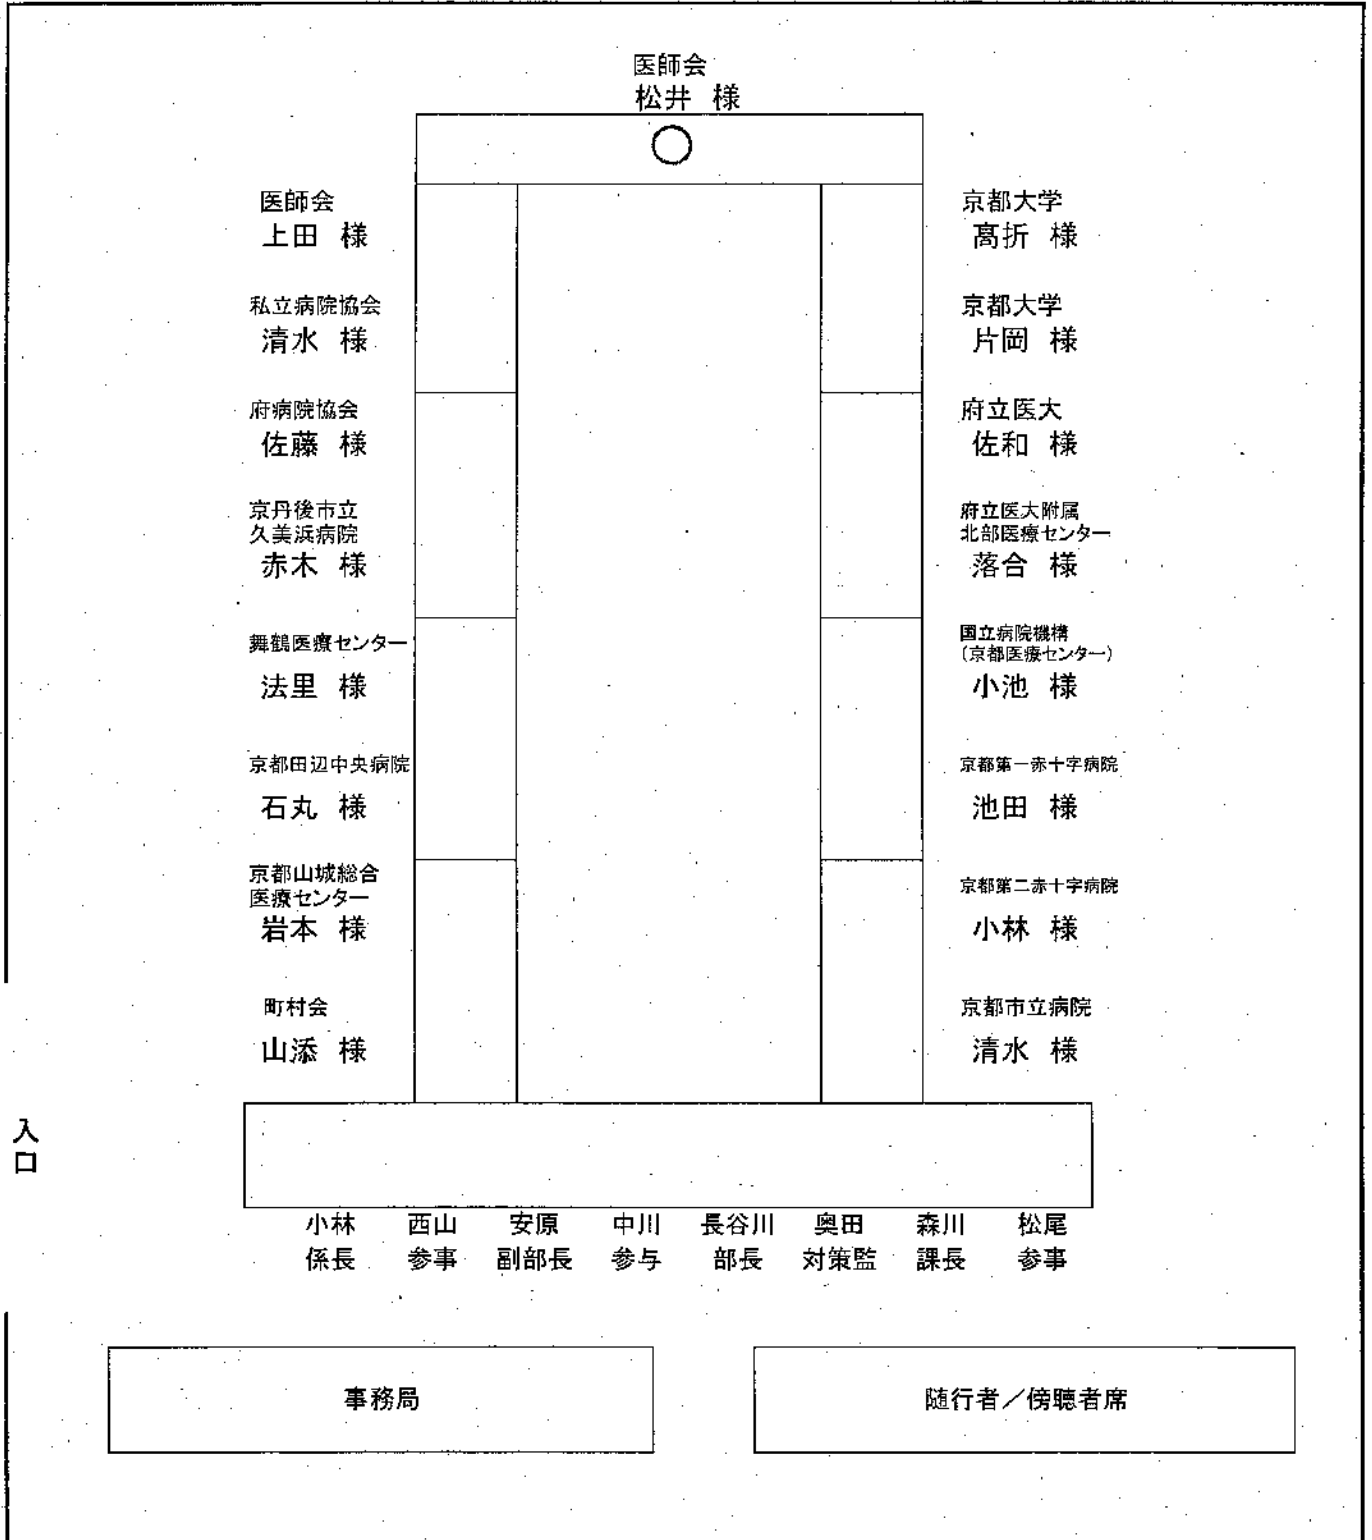 医師会
松井 様
医師会
上田 様
私立病院協会
清水 様
府病院協会
佐藤 様
京丹後市立
久美浜病院
赤木 様
舞鶴医療センター
法里 様
京都田辺中央病院
石丸 様
京都山城総合
医療センター
岩本 様
町村会
山添 様
京都大学
髙折 様
京都大学
片岡 様
府立医大
佐和 様
府立医大附属
北部医療センター
落合 様
国立病院機構
(京都医療センター)
小池 様
京都第一赤十字病院
池田 様
京都第二赤十字病院
小林 様
京都市立病院
清水 様
入口
小林 西山 安原 中川 長谷川 奥田 森川 松尾
係長 参事 副部長 参与 部長 対策監 課長 参事
事務局
随行者／傍聴者席